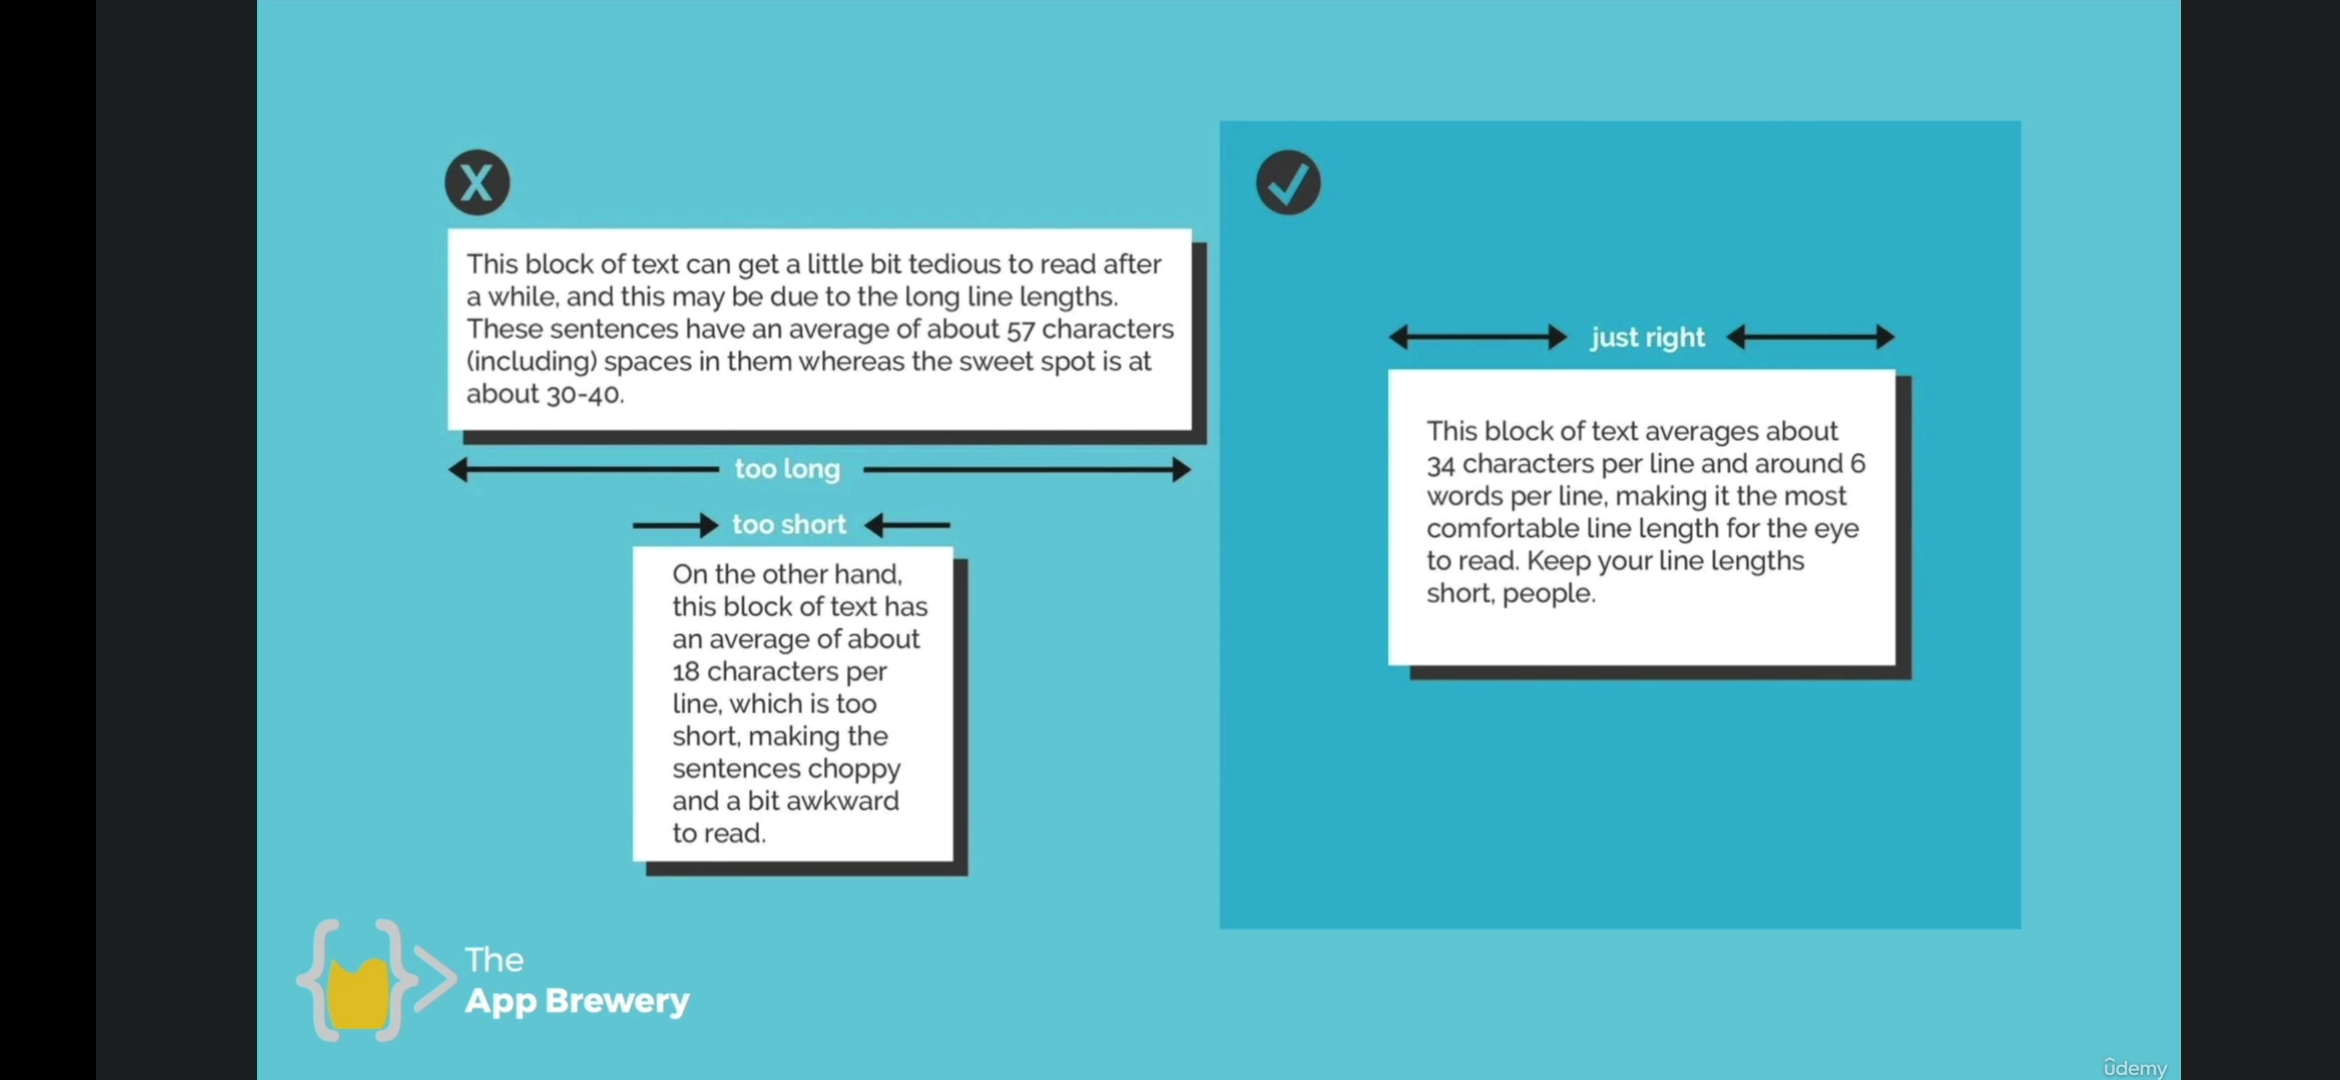 X
This block of text can get a little bit tedious to read after
a while, and this may be due to the long line lengths.
These sentences have an average of about 57 characters
(including) spaces in them whereas the sweet spot is at
about 30-40.
too long
too short
On the other hand,
this block of text has
an average of about
18 characters per
line, which is too
short, making the
sentences choppy
and a bit awkward
to read.
just right
This block of text averages about
34 characters per line and around 6
words per line, making it the most
comfortable line length for the eye
to read. Keep your line lengths
short, people.
The
App Brewery
ûdemy